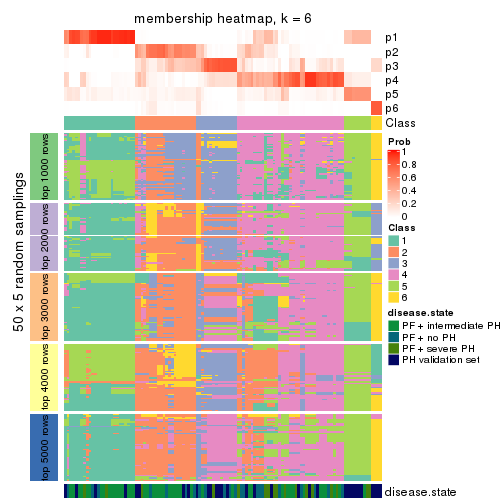 membership heatmap, k = 6
p1
p2
p3
p4
p5
p6
Class
50 x 5 random samplings
top 1000 rows
top 2000 rows
top 3000 rows
top 4000 rows
top 5000 rows
Prob
1
0.8
0.6
0.4
0.2
0
Class
1
2
3
4
5
6
disease.state
PF+ intermediate PH
PF+ no PH
PF+ severe PH
PH validation set
disease.state